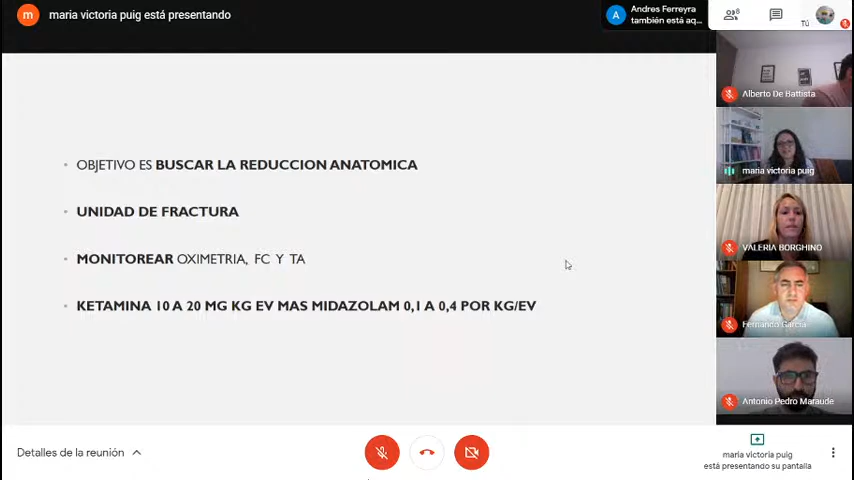 m maria victoria puig está presentando
A Andres Ferreyra
también está aq...
8
Tú
Alberto De Battista
• OBJETIVO ES BUSCAR LA REDUCCION ANATOMICA
maria victoria puig
• UNIDAD DE FRACTURA
VALERIA BORGHINO
• MONITOREAR OXIMETRIA, FC Y TA
• KETAMINA 10 A 20 MG KG EV MAS MIDAZOLAM 0,1 A 0,4 POR KG/EV
Fernando Garcia
Antonio Pedro Maraude
Detalles de la reunión
maria victoria puig
está presentando su pantalla